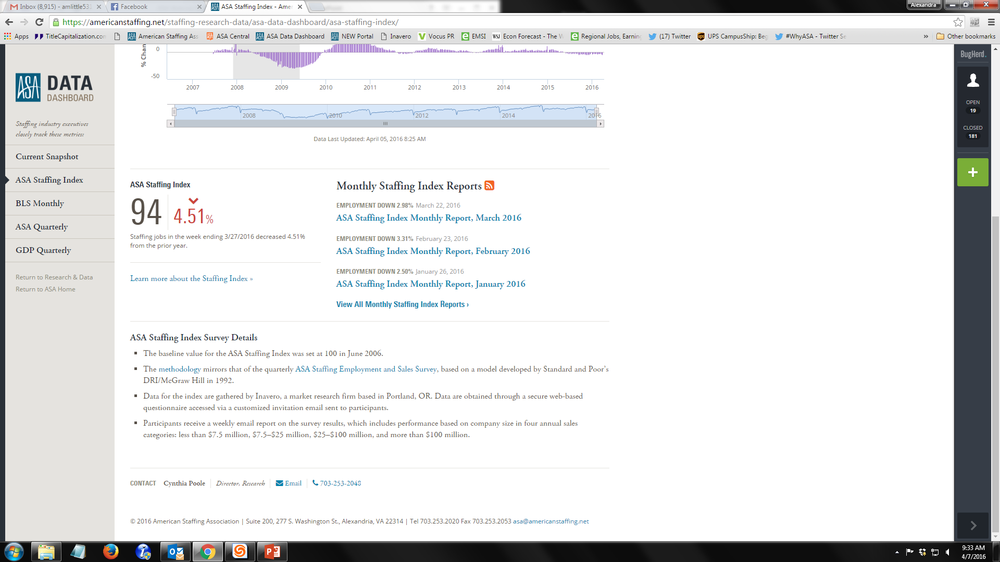 Inbox (8,915) - amlittle531
Facebook
ASA Staffing Index - Ame
Alexandra
https://americanstaffing.net/staffing-research-data/asa-data-dashboard/asa-staffing-index/
Apps
TitleCapitalization.com
American Staffing Ass
ASA Central
ASA Data Dashboard
NEW Portal
Inavero
Vocus PR
EMSI
WSJ Econ Forecast - The W
Regional Jobs, Earning
(17) Twitter
UPS CampusShip: Beg
#WhyASA - Twitter Se
»
Other bookmarks
ASA DATA
DASHBOARD
Staffing industry executives
closely track these metrics:
Current Snapshot
ASA Staffing Index
BLS Monthly
ASA Quarterly
GDP Quarterly
Return to Research & Data
Return to ASA Home
% Chan
0
-50
2007 2008 2009 2010 2011 2012 2013 2014 2015 2016
2008 2010 2012 2014 2016
Data Last Updated: April 05, 2016 8:25 AM
ASA Staffing Index
94 4.51%
Staffing jobs in the week ending 3/27/2016 decreased 4.51%
from the prior year.
Learn more about the Staffing Index »
Monthly Staffing Index Reports
EMPLOYMENT DOWN 2.98% March 22, 2016
ASA Staffing Index Monthly Report, March 2016
EMPLOYMENT DOWN 3.31% February 23, 2016
ASA Staffing Index Monthly Report, February 2016
EMPLOYMENT DOWN 2.50% January 26, 2016
ASA Staffing Index Monthly Report, January 2016
View All Monthly Staffing Index Reports ›
ASA Staffing Index Survey Details
The baseline value for the ASA Staffing Index was set at 100 in June 2006.
The methodology mirrors that of the quarterly ASA Staffing Employment and Sales Survey, based on a model developed by Standard and Poor's
DRI/McGraw Hill in 1992.
Data for the index are gathered by Inavero, a market research firm based in Portland, OR. Data are obtained through a secure web-based
questionnaire accessed via a customized invitation email sent to participants.
Participants receive a weekly email report on the survey results, which includes performance based on company size in four annual sales
categories: less than $7.5 million, $7.5–$25 million, $25–$100 million, and more than $100 million.
CONTACT Cynthia Poole Director, Research Email 703-253-2048
© 2016 American Staffing Association | Suite 200, 277 S. Washington St., Alexandria, VA 22314 | Tel 703.253.2020 Fax 703.253.2053 asa@americanstaffing.net
BugHerd.
OPEN
19
CLOSED
181
9:33 AM
4/7/2016